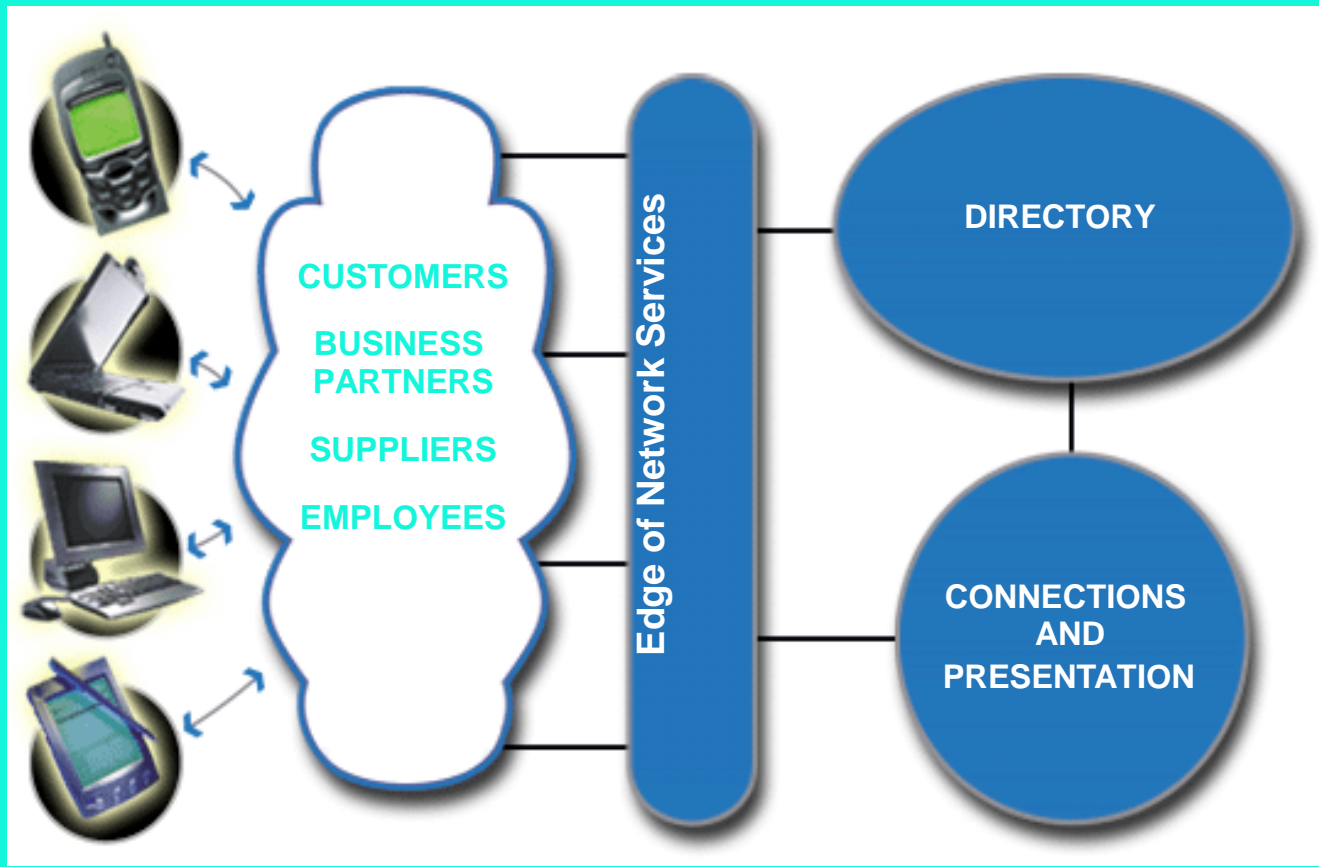 CUSTOMERS
BUSINESS
PARTNERS
SUPPLIERS
EMPLOYEES
Edge of Network Services
DIRECTORY
CONNECTIONS
AND
PRESENTATION